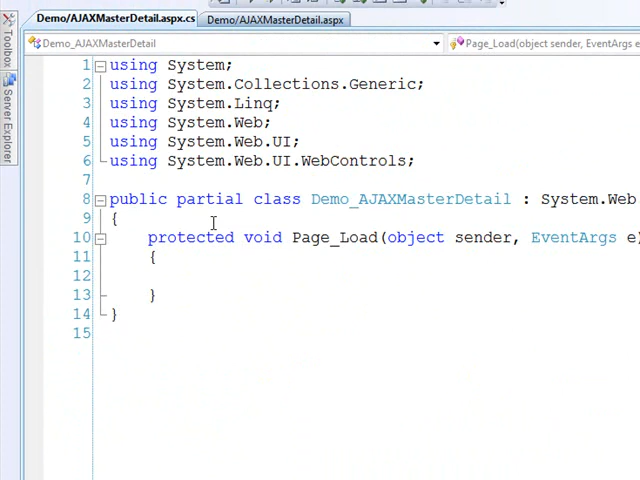 Demo/AJAXMasterDetail.aspx.cs Demo/AJAXMasterDetail.aspx
Toolbox
Server Explorer
Demo_AJAXMasterDetail Page_Load(object sender, EventArgs e
1 using System;
2 using System.Collections.Generic;
3 using System.Linq;
4 using System.Web;
5 using System.Web.UI;
6 using System.Web.UI.WebControls;
7
8 public partial class Demo_AJAXMasterDetail : System.Web
9 {
10 protected void Page_Load(object sender, EventArgs e)
11 {
12
13 }
14 }
15